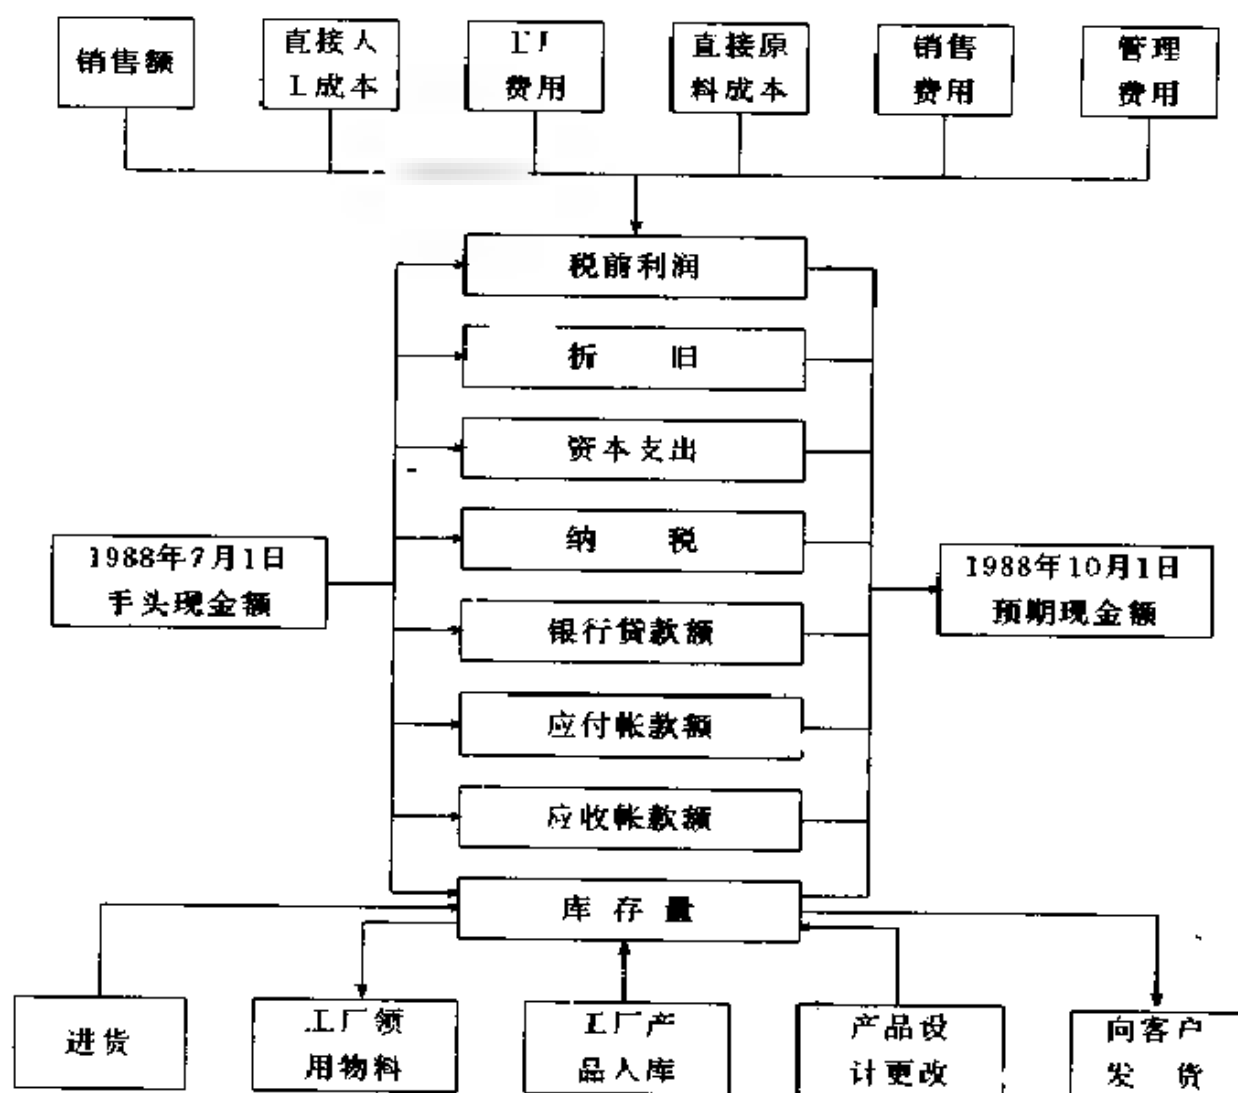 销售额
直接人
工成本
工厂
费用
直接原
料成本
销售
费用
管理
费用
税前利润
折 旧
资本支出
纳 税
1988年7月1日
手头现金额
1988年10月1日
预期现金额
银行贷款额
应付帐款额
应收帐款额
库存量
进货
工厂领
用物料
工厂产
品入库
产品设
计更改
向客户
发 货